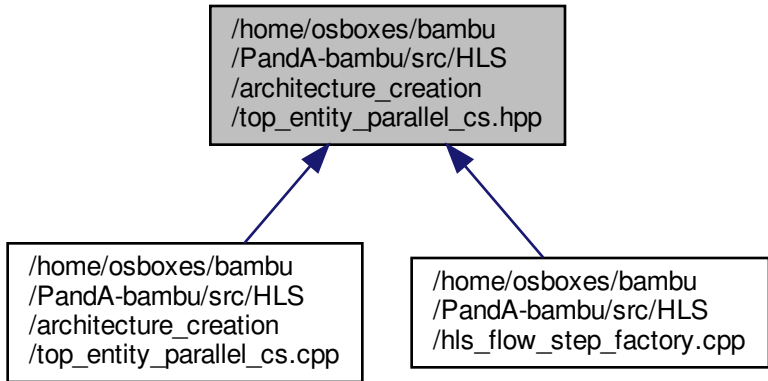 /home/osboxes/bambu
/PandA-bambu/src/HLS
/architecture_creation
/top_entity_parallel_cs.hpp
/home/osboxes/bambu
/PandA-bambu/src/HLS
/architecture_creation
/top_entity_parallel_cs.cpp
/home/osboxes/bambu
/PandA-bambu/src/HLS
/hls_flow_step_factory.cpp